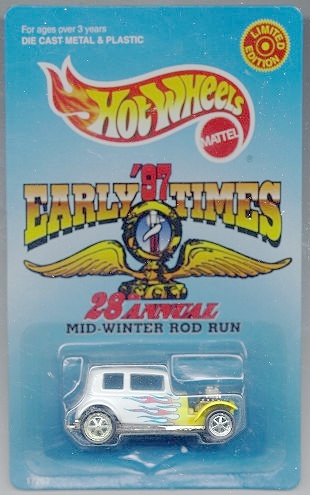 For ages over 3 years
DIE CAST METAL & PLASTIC
LIMITED
EDITION
Hot Wheels
MATTEL
®
'97
EARLY TIMES
28 ANNUAL
MID-WINTER ROD RUN